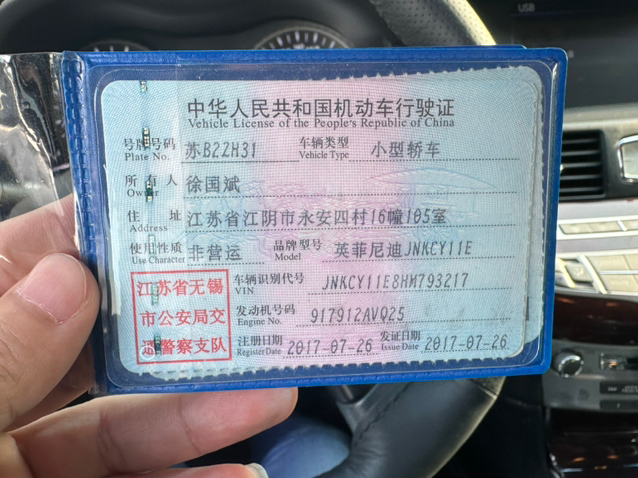 USB
中华人民共和国机动车行驶证
Vehicle License of the People's Republic of China
号牌号码 苏B2ZH31 车辆类型 小型轿车
Plate No. Vehicle Type
所有人 徐国斌
Owner
住址 江苏省江阴市永安四村16幢105室
Address
使用性质 非营运 品牌型号 英菲尼迪JNKCY11E
Use Character Model
江苏省无锡
市公安局交
通警察支队
车辆识别代号 JNKCY11E8HM793217
VIN
发动机号码 917912AVQ25
Engine No.
注册日期 2017-07-26 发证日期 2017-07-26
Register Date Issue Date